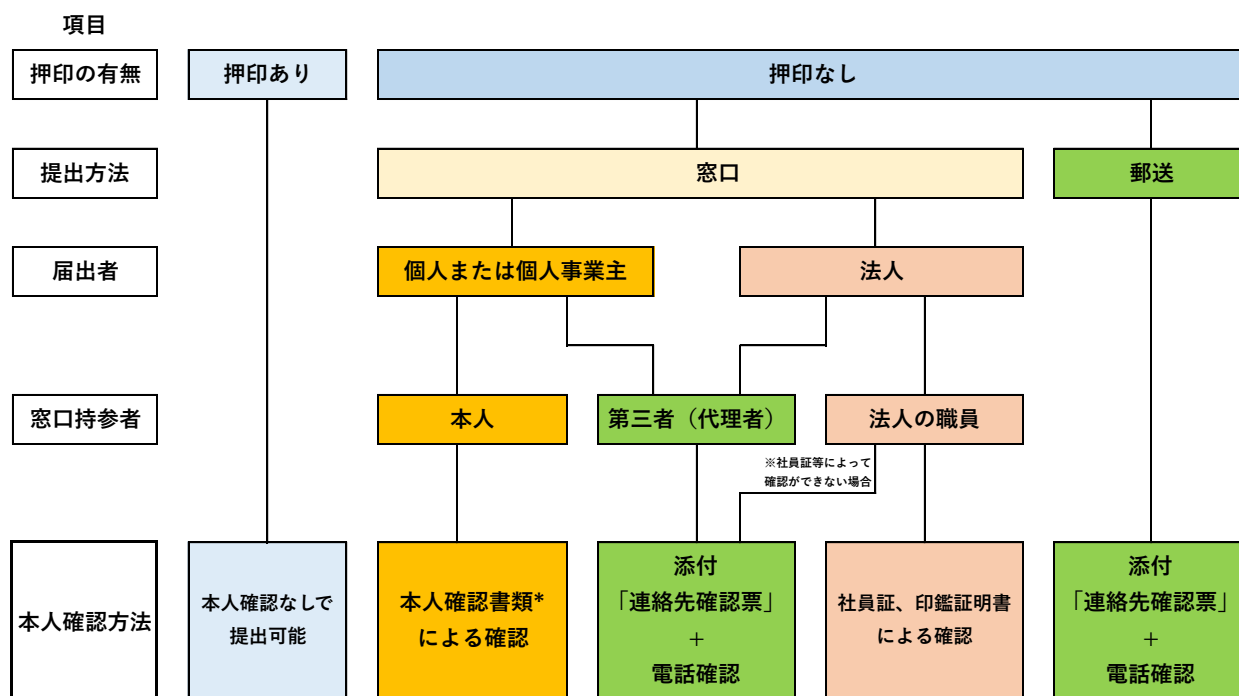 項目
押印の有無
押印あり
押印なし
提出方法
窓口
郵送
届出者
個人または個人事業主
法人
窓口持参者
本人
第三者（代理者）
法人の職員
※社員証等によって
確認ができない場合
本人確認方法
本人確認なしで
提出可能
本人確認書類*
による確認
添付
「連絡先確認票」
+
電話確認
社員証、印鑑証明書
による確認
添付
「連絡先確認票」
+
電話確認